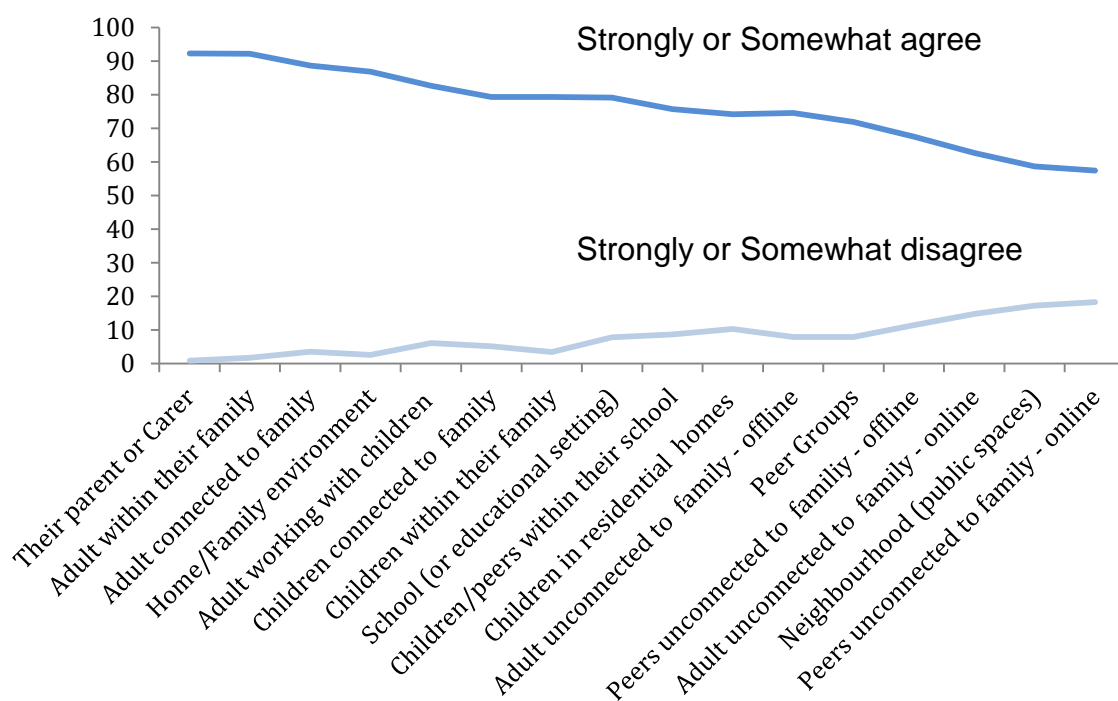 100
90
80
70
60
50
40
30
20
10
0
Strongly or Somewhat agree
Strongly or Somewhat disagree
Their parent or Carer
Adult within their family
Adult connected to family
Home/Family environment
Adult working with children
Children connected to family
Children within their family
School (or educational setting)
Children/peers within their school
Children in residential homes
Adult unconnected to family - offline
Peer Groups
Peers unconnected to family - offline
Adult unconnected to family - online
Neighbourhood (public spaces)
Peers unconnected to family - online